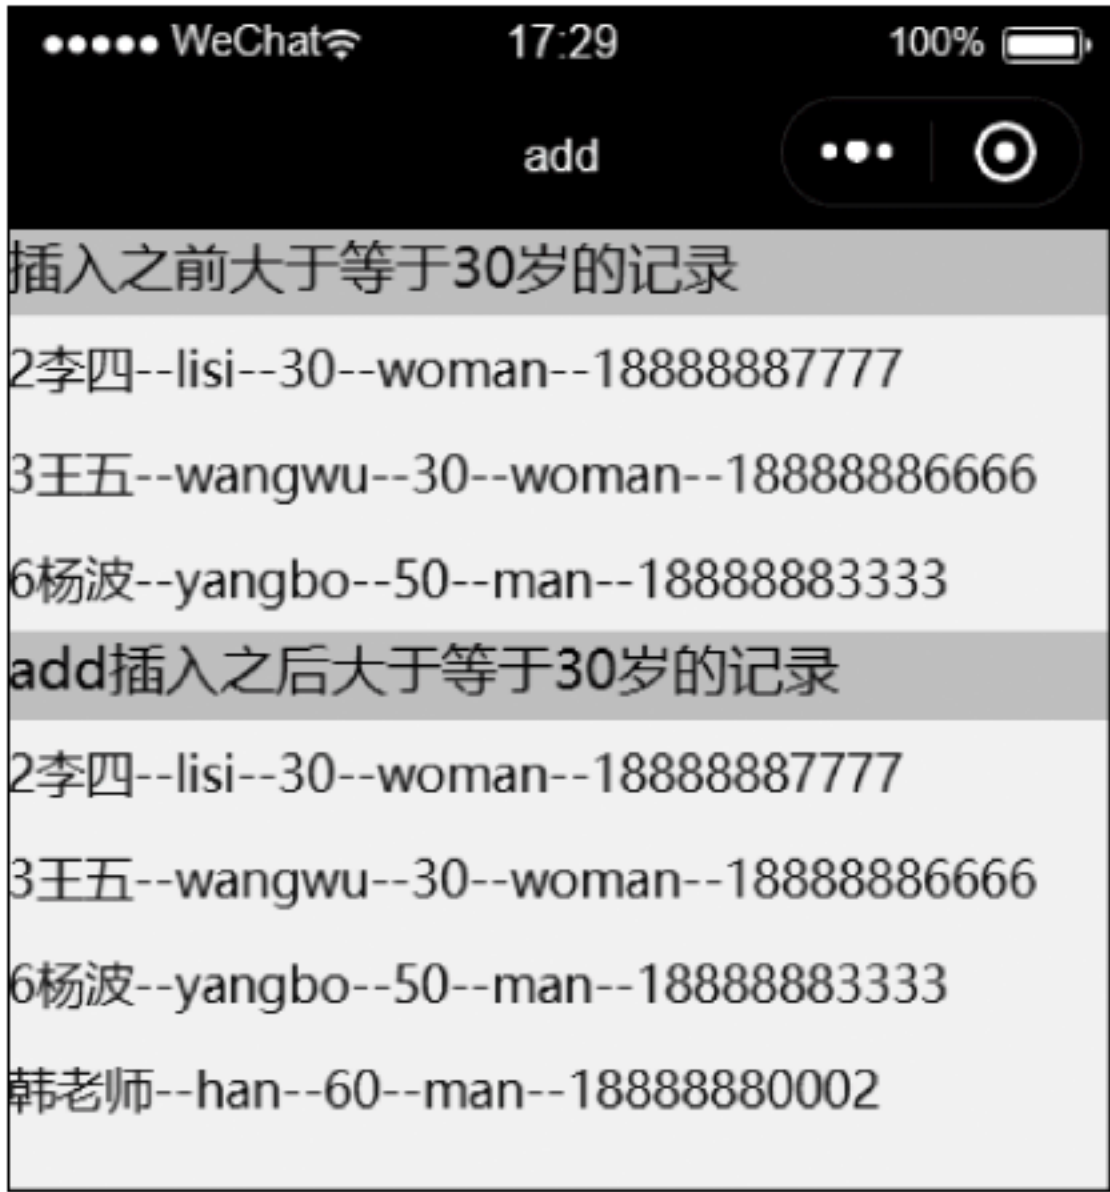 WeChat 17:29 100%
add
插入之前大于等于30岁的记录
2李四--lisi--30--woman--18888887777
3王五--wangwu--30--woman--18888886666
6杨波--yangbo--50--man--18888883333
add插入之后大于等于30岁的记录
2李四--lisi--30--woman--18888887777
3王五--wangwu--30--woman--18888886666
6杨波--yangbo--50--man--18888883333
韩老师--han--60--man--18888880002